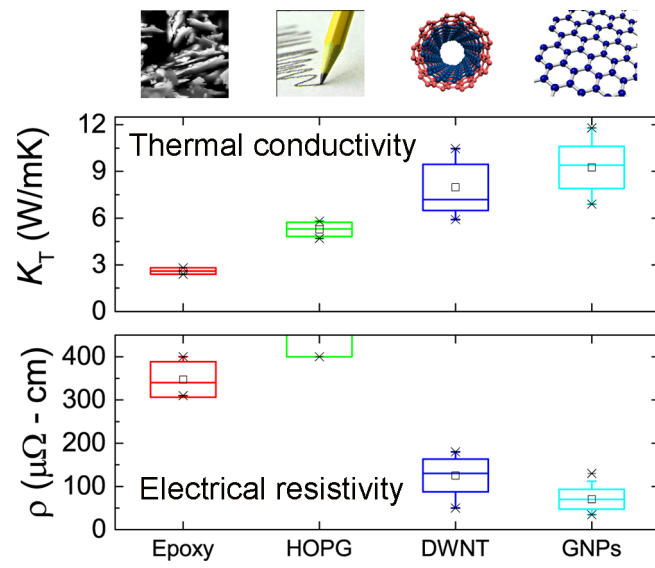 12
Thermal conductivity
9
6
3
0
K_T (W/mK)
400
300
200
100
0
ρ (μΩ - cm)
Electrical resistivity
Epoxy HOPG DWNT GNPs